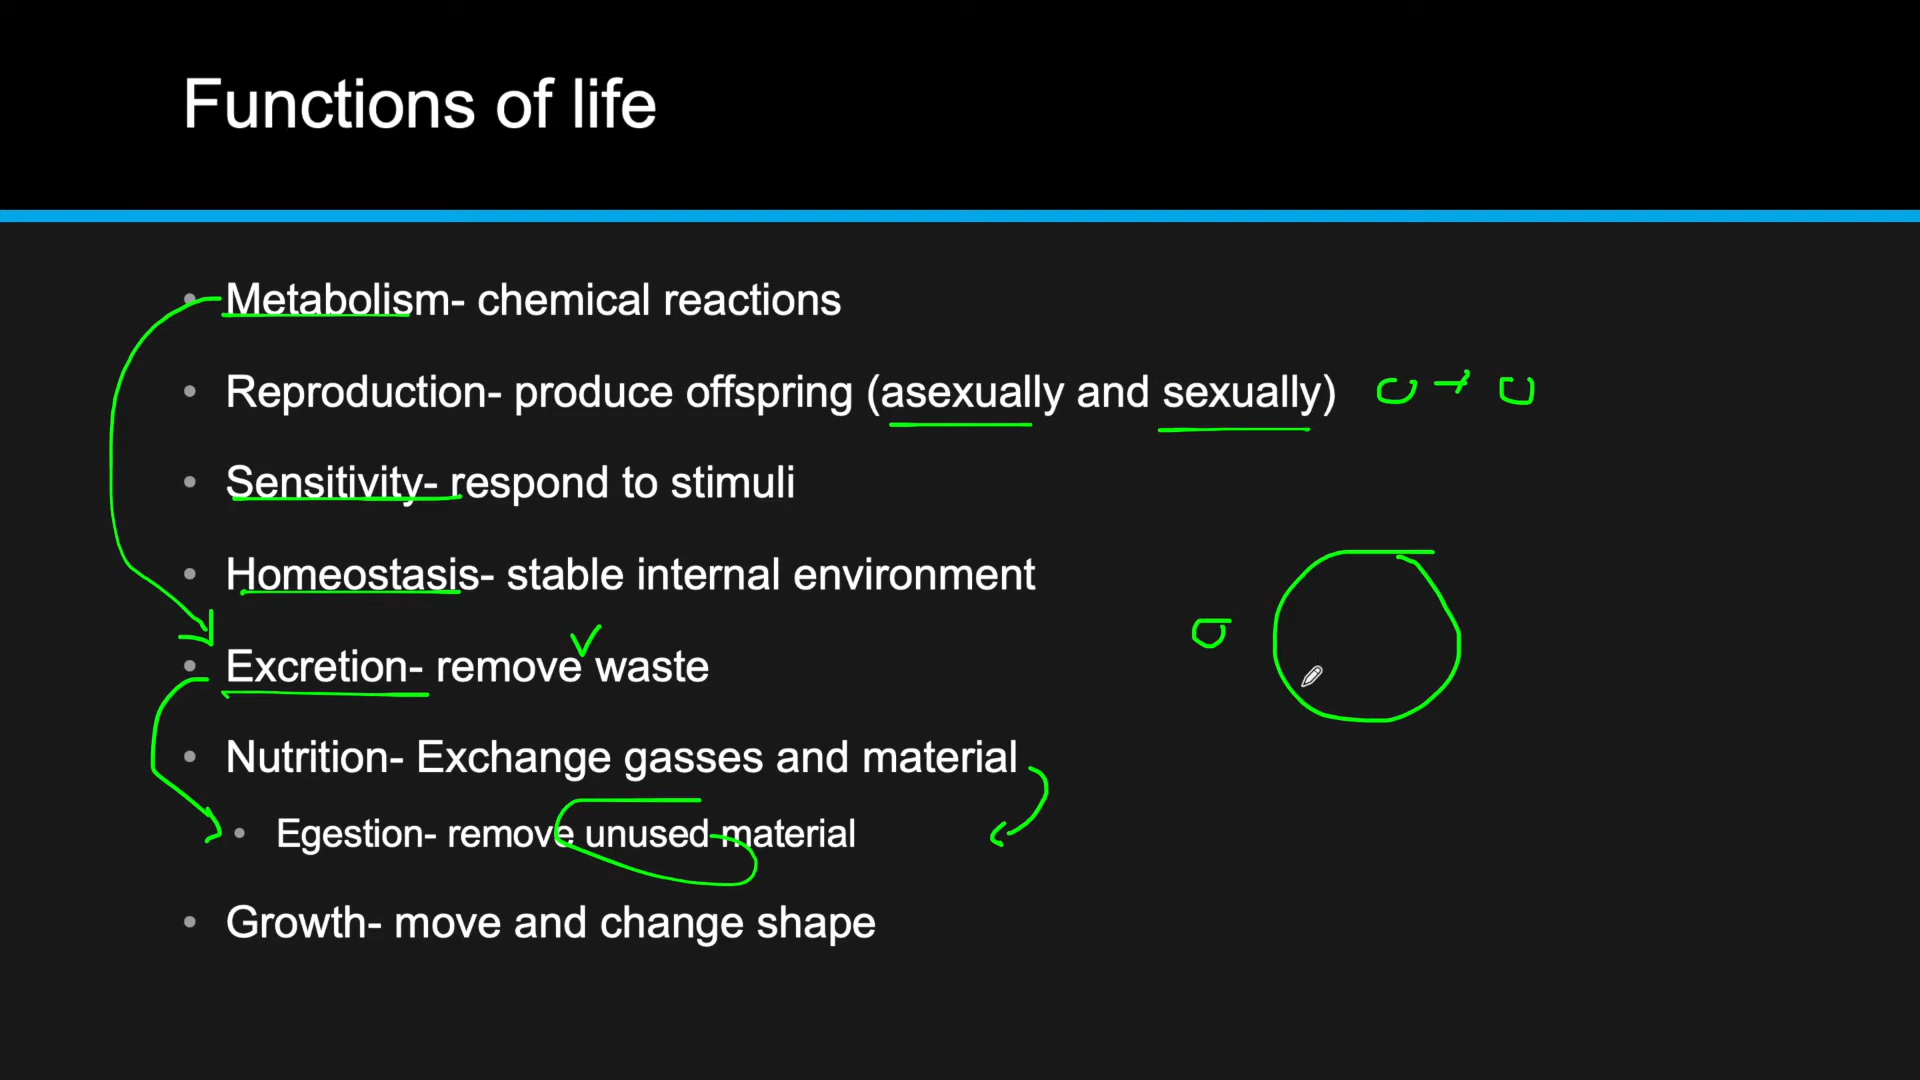 Functions of life
• Metabolism- chemical reactions
• Reproduction- produce offspring (asexually and sexually)
• Sensitivity- respond to stimuli
• Homeostasis- stable internal environment
• Excretion- remove waste
• Nutrition- Exchange gasses and material
• Egestion- remove unused material
• Growth- move and change shape